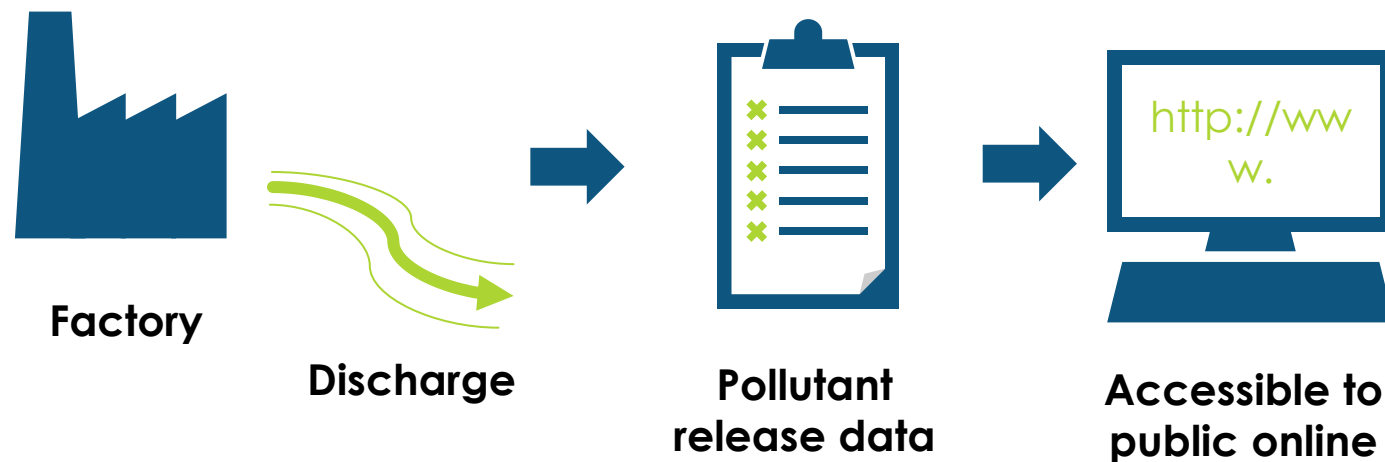 http://ww
w.
Factory
Discharge
Pollutant
release data
Accessible to
public online